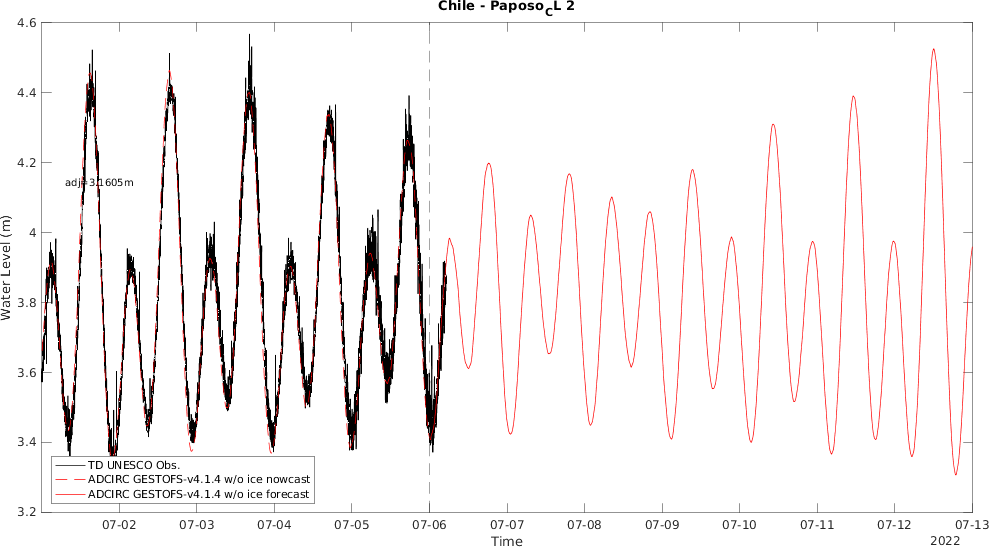 Chile - Paposo_CL 2
4.6
4.4
4.2
4
3.8
3.6
3.4
3.2
Water Level (m)
adj=3.1605m
TD UNESCO Obs.
ADCIRC GESTOFS-v4.1.4 w/o ice nowcast
ADCIRC GESTOFS-v4.1.4 w/o ice forecast
07-02 07-03 07-04 07-05 07-06 07-07 07-08 07-09 07-10 07-11 07-12 07-13
Time
2022